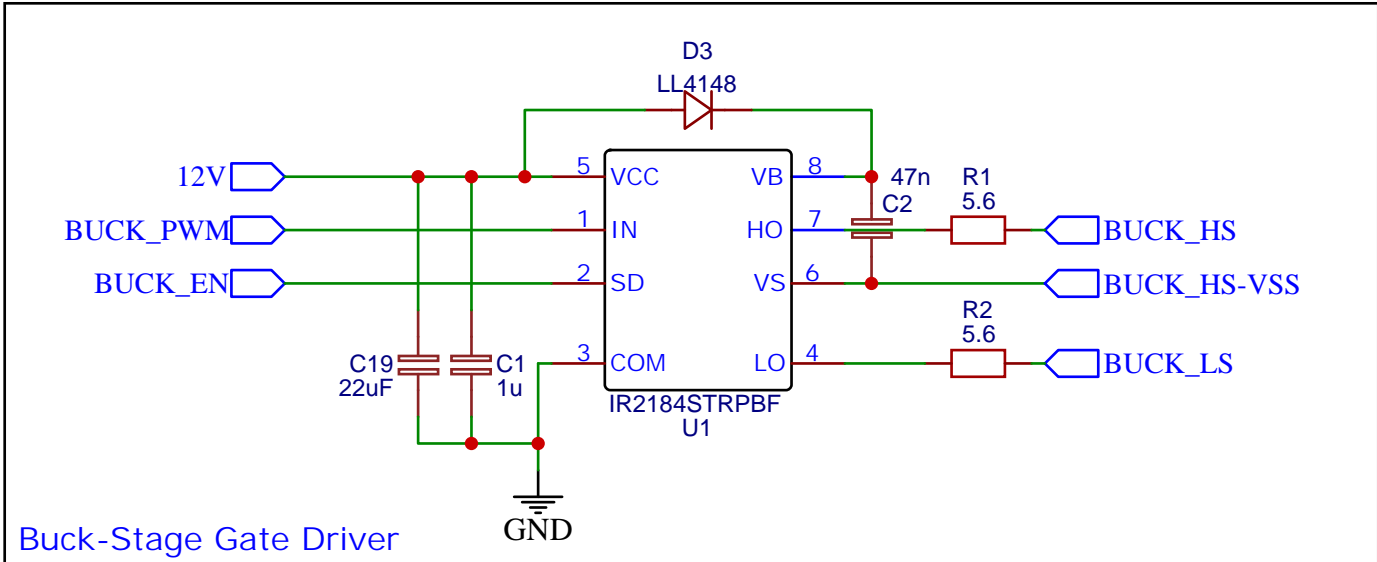 D3
LL4148
12V
5
VCC
VB
8
47n
C2
R1
5.6
BUCK_PWM
1
IN
HO
7
BUCK_HS
BUCK_EN
2
SD
VS
6
BUCK_HS-VSS
R2
5.6
C19
22uF
C1
1u
3
COM
LO
4
BUCK_LS
IR2184STRPBF
U1
GND
Buck-Stage Gate Driver